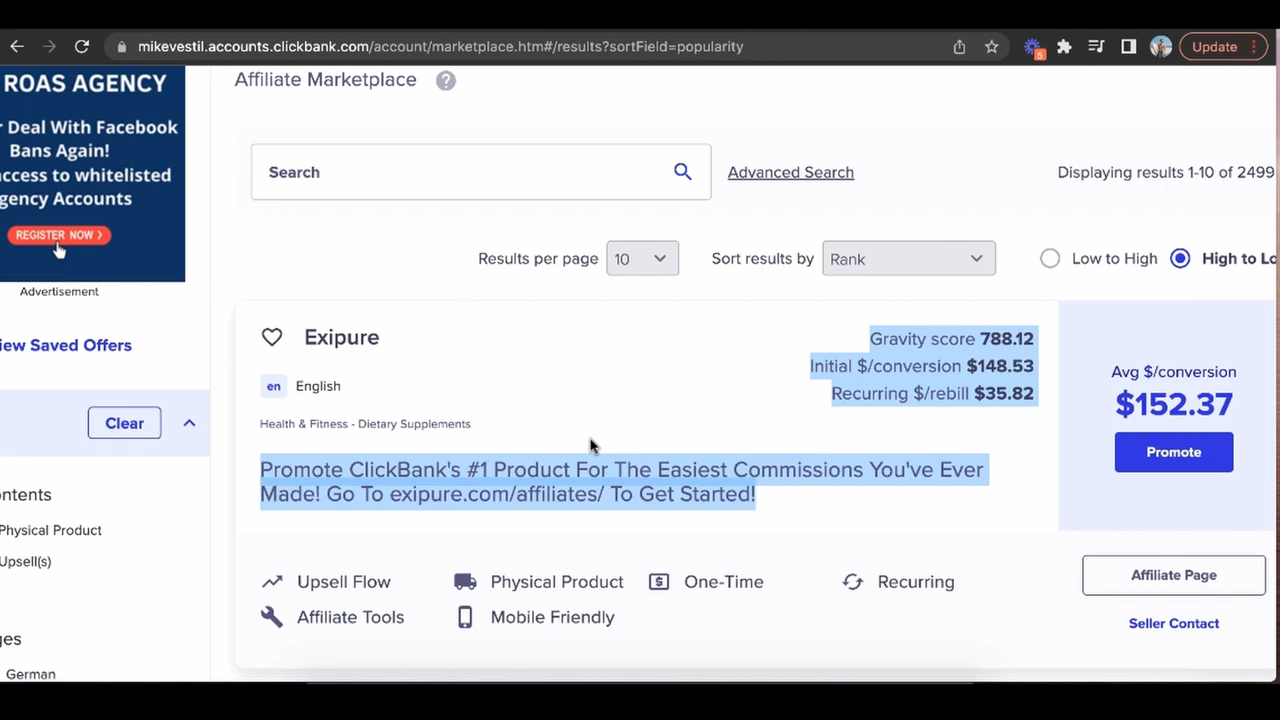 mikevestil.accounts.clickbank.com/account/marketplace.htm#/results?sortField=popularity
5
Update
ROAS AGENCY
Deal With Facebook
Bans Again!
access to whitelisted
Agency Accounts
REGISTER NOW >
Advertisement
View Saved Offers
Clear
Physical Product
Upsell(s)
German
Affiliate Marketplace ?
Search
Advanced Search
Displaying results 1-10 of 2499
Results per page 10
Sort results by Rank
Low to High
High to Lo
Exipure
en English
Health & Fitness - Dietary Supplements
Gravity score 788.12
Initial $/conversion $148.53
Recurring $/rebill $35.82
Promote ClickBank's #1 Product For The Easiest Commissions You've Ever
Made! Go To exipure.com/affiliates/ To Get Started!
Avg $/conversion
$152.37
Promote
Upsell Flow Physical Product One-Time Recurring
Affiliate Tools Mobile Friendly
Affiliate Page
Seller Contact